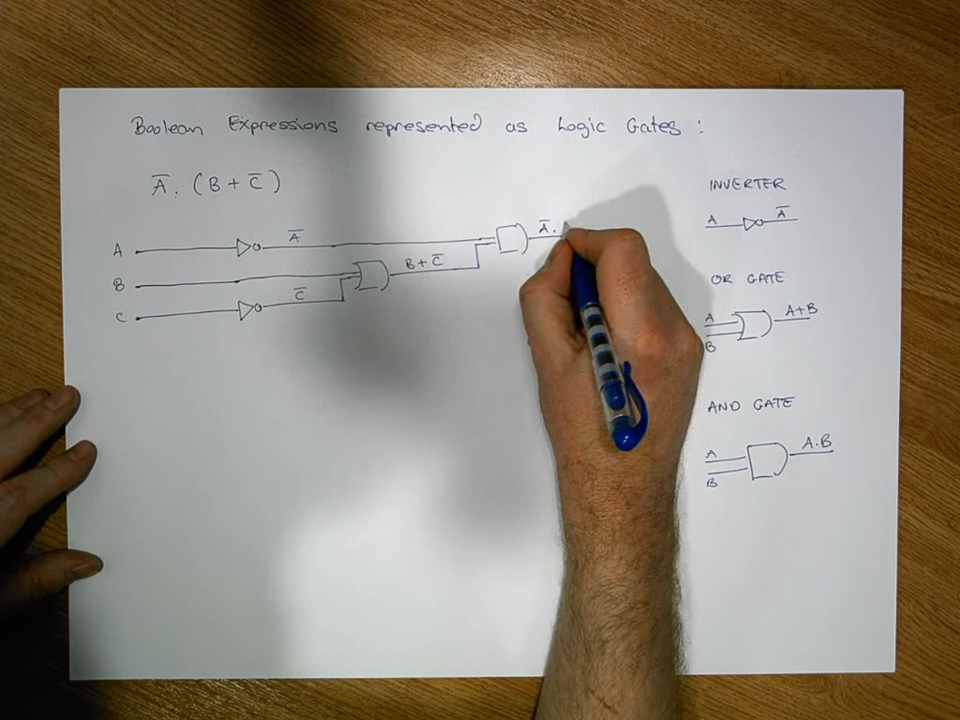 Boolean Expressions represented as Logic Gates :
A̅ . (B + C̅)
INVERTER
A A̅
A A̅ A̅ .
B B + C̅
C C̅
OR GATE
A A+B
B
AND GATE
A A.B
B